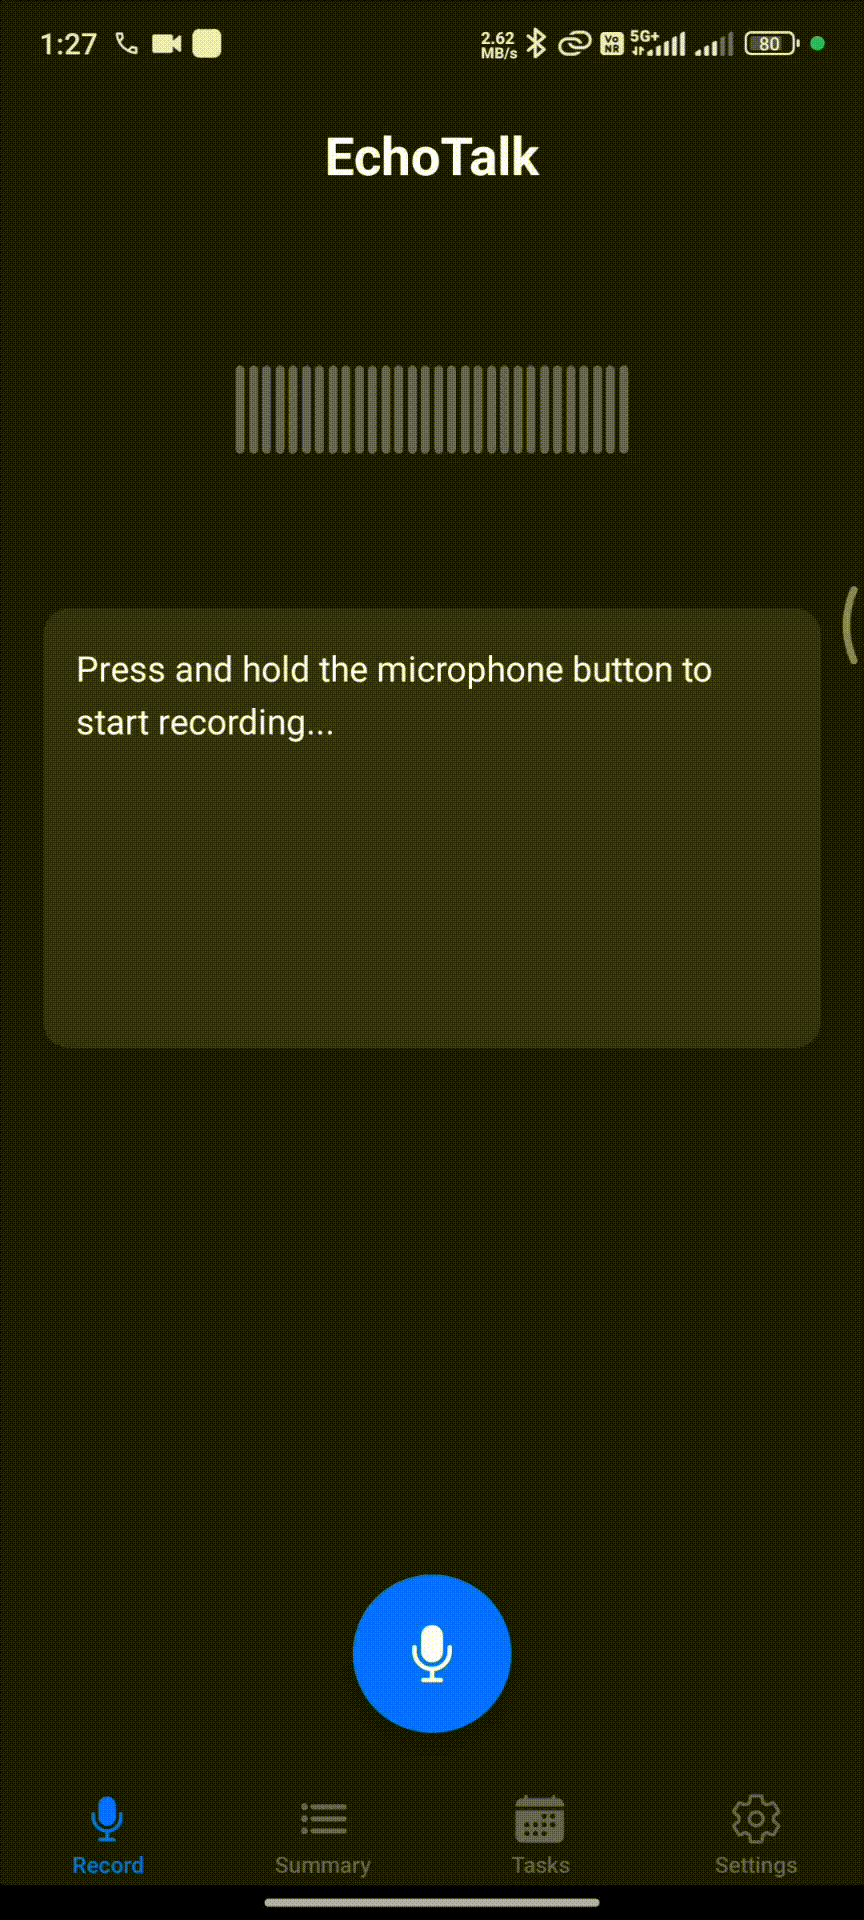 1:27
2.62
MB/s
Vo
NR
5G+
80
EchoTalk
Press and hold the microphone button to
start recording...
Record
Summary
Tasks
Settings